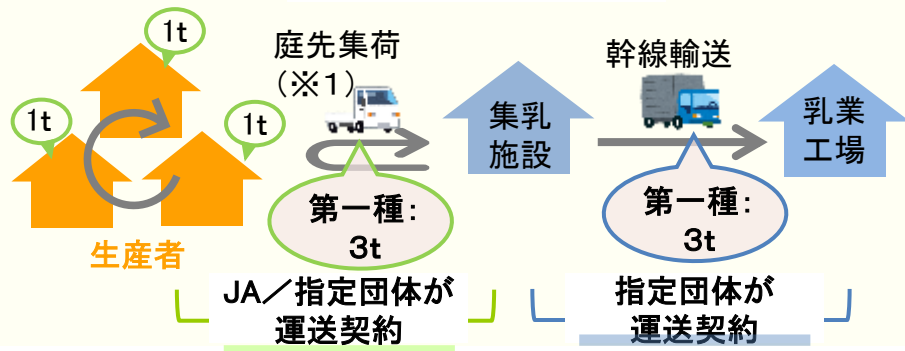 1t
1t
1t
生産者
庭先集荷
(※1)
第一種:
3t
JA/指定団体が
運送契約
集乳
施設
幹線輸送
第一種:
3t
指定団体が
運送契約
乳業
工場